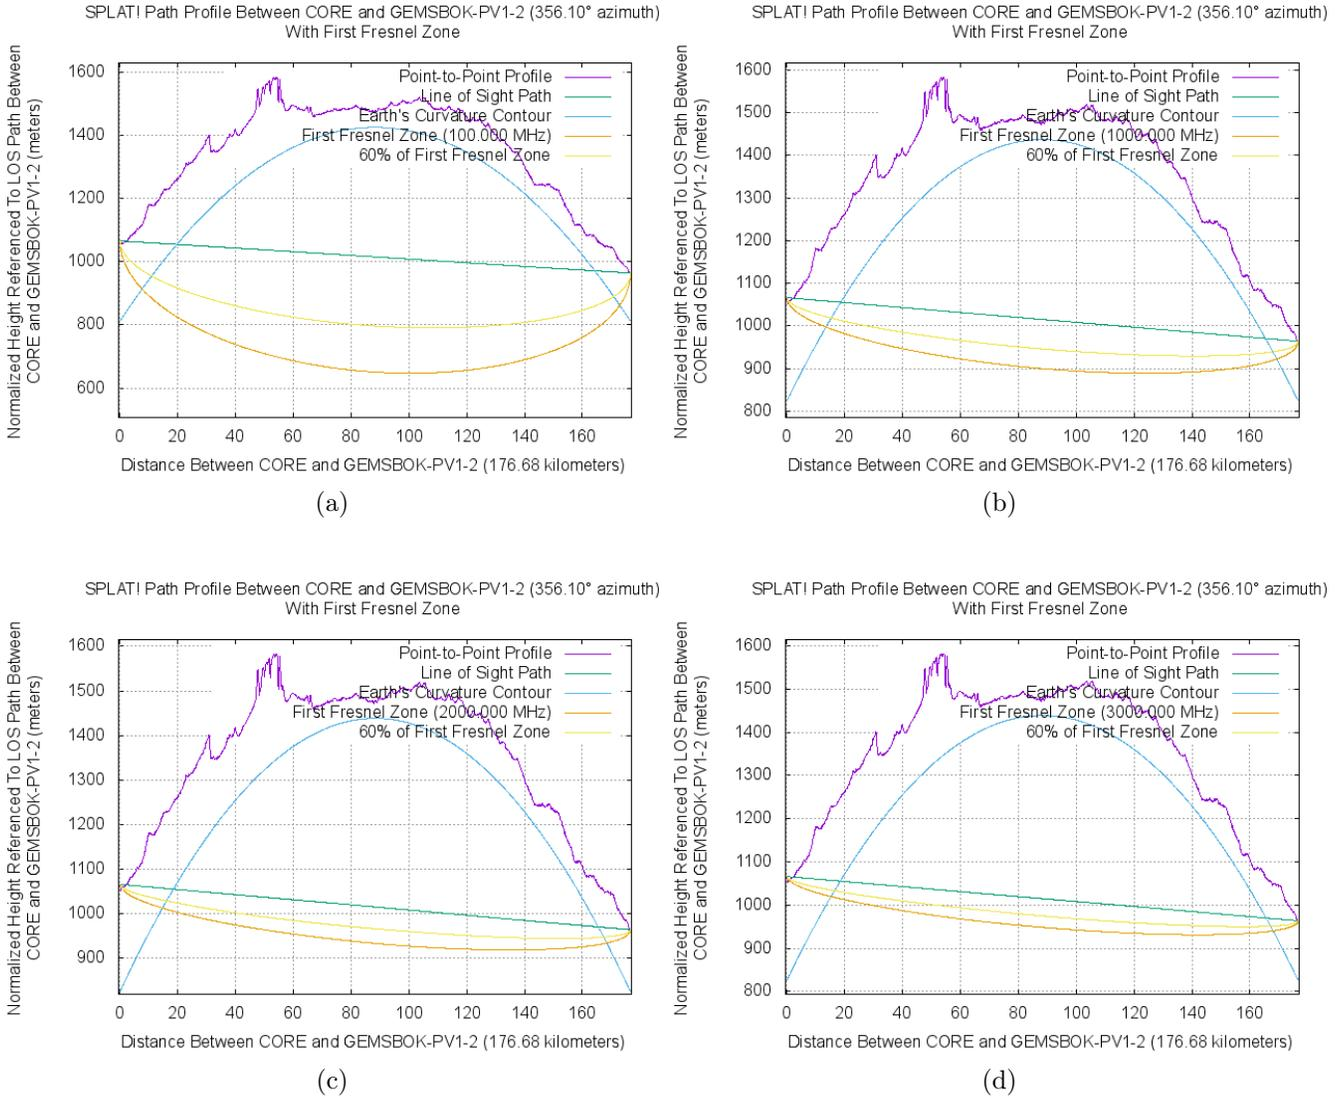 SPLAT! Path Profile Between CORE and GEMSBOK-PV1-2 (356.10° azimuth)
With First Fresnel Zone
Normalized Height Referenced To LOS Path Between
CORE and GEMSBOK-PV1-2 (meters)
1600
1400
1200
1000
800
600
Point-to-Point Profile
Line of Sight Path
Earth's Curvature Contour
First Fresnel Zone (100.000 MHz)
60% of First Fresnel Zone
0 20 40 60 80 100 120 140 160
Distance Between CORE and GEMSBOK-PV1-2 (176.68 kilometers)
(a)
SPLAT! Path Profile Between CORE and GEMSBOK-PV1-2 (356.10° azimuth)
With First Fresnel Zone
Normalized Height Referenced To LOS Path Between
CORE and GEMSBOK-PV1-2 (meters)
1600
1500
1400
1300
1200
1100
1000
900
800
Point-to-Point Profile
Line of Sight Path
Earth's Curvature Contour
First Fresnel Zone (1000.000 MHz)
60% of First Fresnel Zone
0 20 40 60 80 100 120 140 160
Distance Between CORE and GEMSBOK-PV1-2 (176.68 kilometers)
(b)
SPLAT! Path Profile Between CORE and GEMSBOK-PV1-2 (356.10° azimuth)
With First Fresnel Zone
Normalized Height Referenced To LOS Path Between
CORE and GEMSBOK-PV1-2 (meters)
1600
1500
1400
1300
1200
1100
1000
900
Point-to-Point Profile
Line of Sight Path
Earth's Curvature Contour
First Fresnel Zone (2000.000 MHz)
60% of First Fresnel Zone
0 20 40 60 80 100 120 140 160
Distance Between CORE and GEMSBOK-PV1-2 (176.68 kilometers)
(c)
SPLAT! Path Profile Between CORE and GEMSBOK-PV1-2 (356.10° azimuth)
With First Fresnel Zone
Normalized Height Referenced To LOS Path Between
CORE and GEMSBOK-PV1-2 (meters)
1600
1500
1400
1300
1200
1100
1000
900
800
Point-to-Point Profile
Line of Sight Path
Earth's Curvature Contour
First Fresnel Zone (3000.000 MHz)
60% of First Fresnel Zone
0 20 40 60 80 100 120 140 160
Distance Between CORE and GEMSBOK-PV1-2 (176.68 kilometers)
(d)